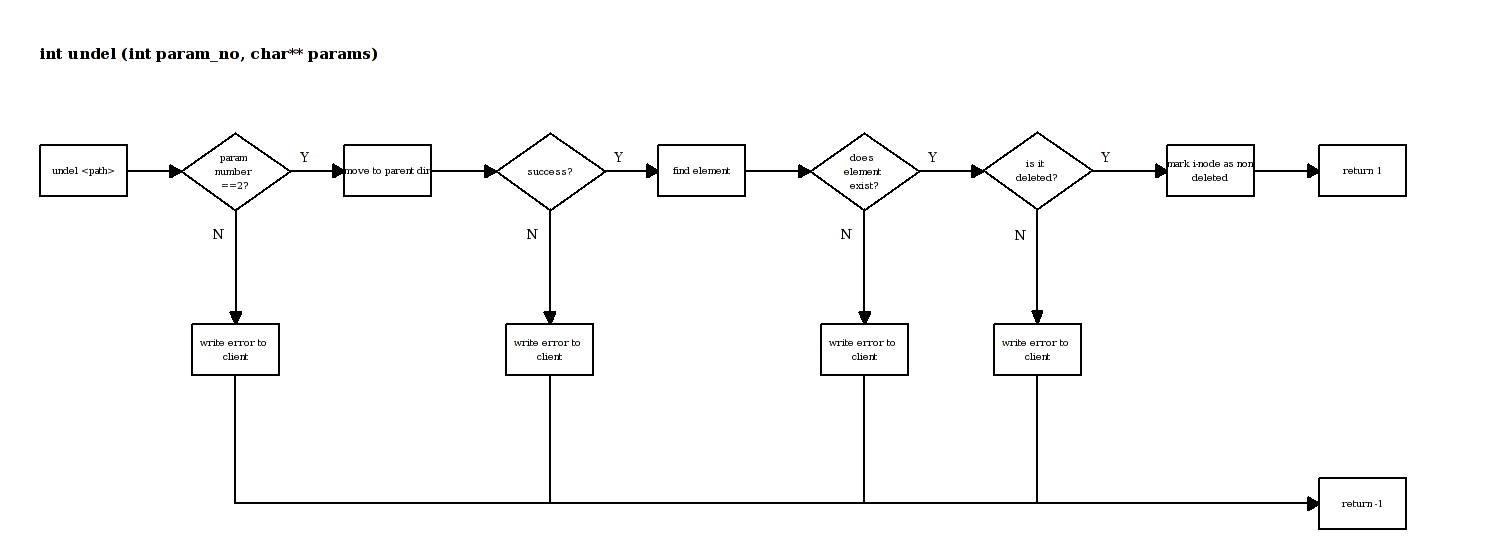 int undel (int param_no, char** params)
undel <path>
param
number
==2?
Y
move to parent dir
success?
Y
find element
does
element
exist?
Y
is it
deleted?
Y
mark i-node as non
deleted
return 1
N
N
N
N
write error to
client
write error to
client
write error to
client
write error to
client
return -1